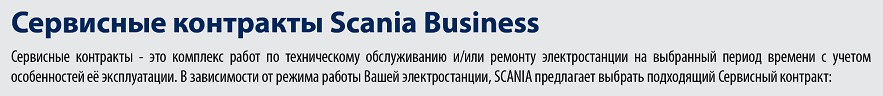 Сервисные контракты Scania Business
Сервисные контракты - это комплекс работ по техническому обслуживанию и/или ремонту электростанции на выбранный период времени с учетом
особенностей её эксплуатации. В зависимости от режима работы Вашей электростанции, SCANIA предлагает выбрать подходящий Сервисный контракт: